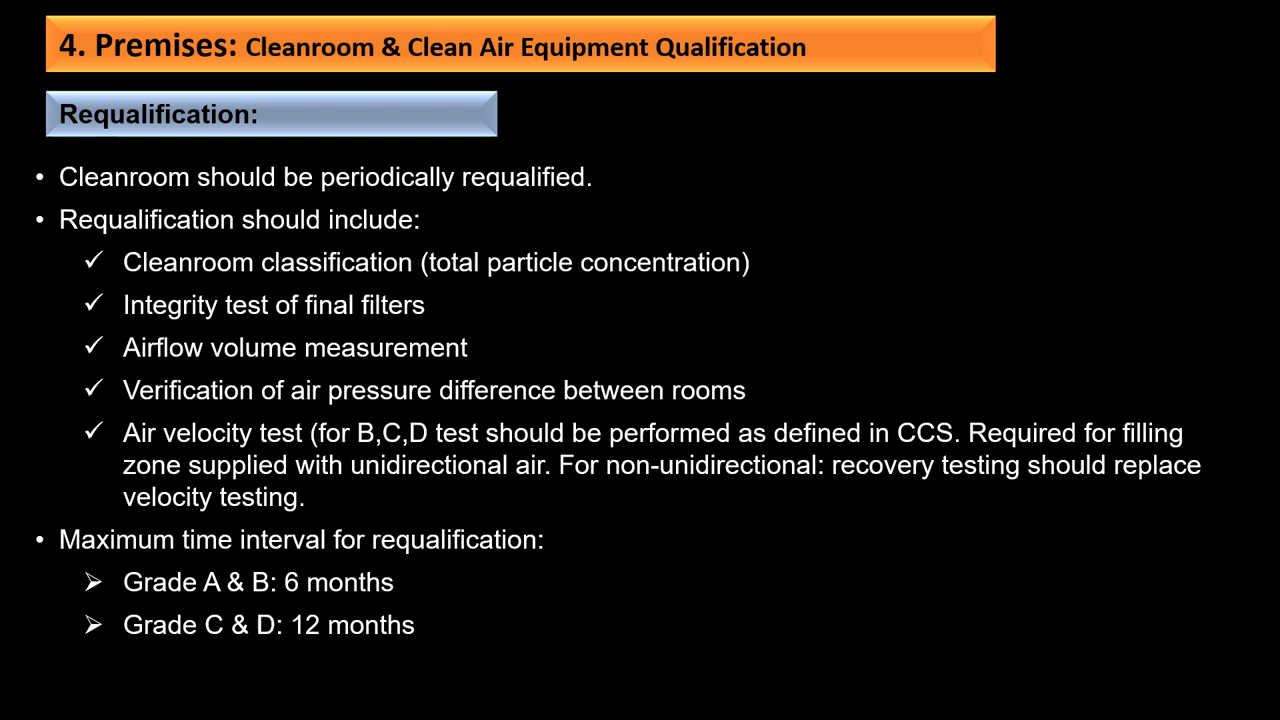 4. Premises: Cleanroom & Clean Air Equipment Qualification
Requalification:
• Cleanroom should be periodically requalified.
• Requalification should include:
✓ Cleanroom classification (total particle concentration)
✓ Integrity test of final filters
✓ Airflow volume measurement
✓ Verification of air pressure difference between rooms
✓ Air velocity test (for B,C,D test should be performed as defined in CCS. Required for filling
zone supplied with unidirectional air. For non-unidirectional: recovery testing should replace
velocity testing.
• Maximum time interval for requalification:
➢ Grade A & B: 6 months
➢ Grade C & D: 12 months